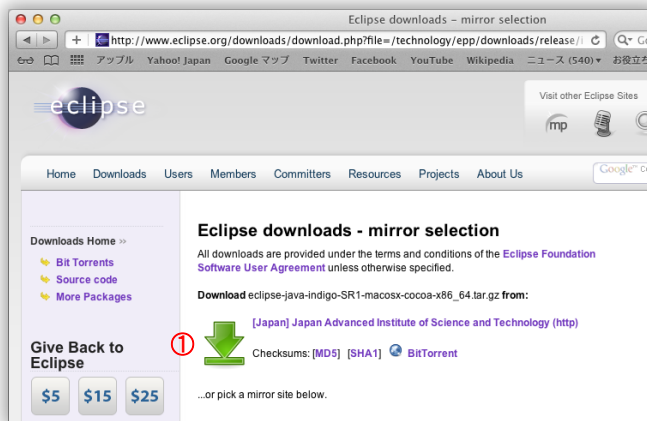 Eclipse downloads – mirror selection
http://www.eclipse.org/downloads/download.php?file=/technology/epp/downloads/release/i
アップル Yahoo! Japan Google マップ Twitter Facebook YouTube Wikipedia ニュース (540)▾ お役立ち
eclipse
Visit other Eclipse Sites
mp
Home Downloads Users Members Committers Resources Projects About Us
Google™
Eclipse downloads - mirror selection
All downloads are provided under the terms and conditions of the Eclipse Foundation
Software User Agreement unless otherwise specified.
Download eclipse-java-indigo-SR1-macosx-cocoa-x86_64.tar.gz from:
①
[Japan] Japan Advanced Institute of Science and Technology (http)
Checksums: [MD5] [SHA1] BitTorrent
...or pick a mirror site below.
Downloads Home »
Bit Torrents
Source code
More Packages
Give Back to
Eclipse
$5 $15 $25